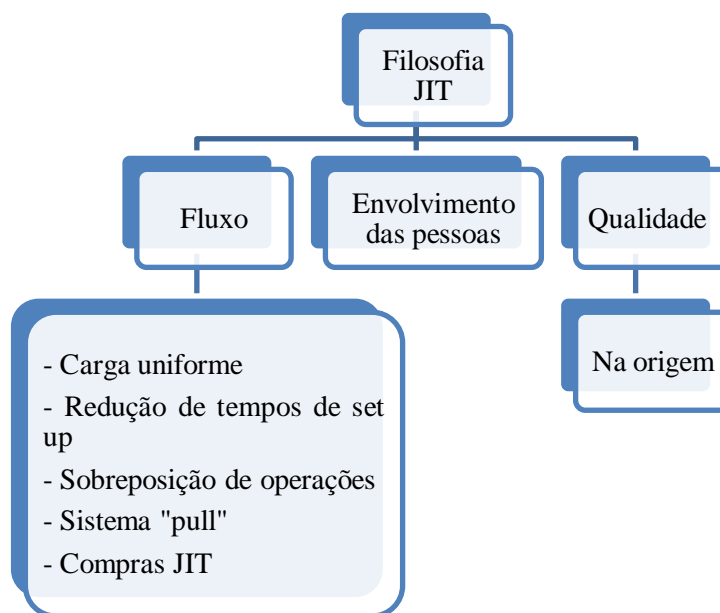 Filosofia
JIT
Fluxo
Envolvimento
das pessoas
Qualidade
- Carga uniforme
- Redução de tempos de set
up
- Sobreposição de operações
- Sistema "pull"
- Compras JIT
Na origem